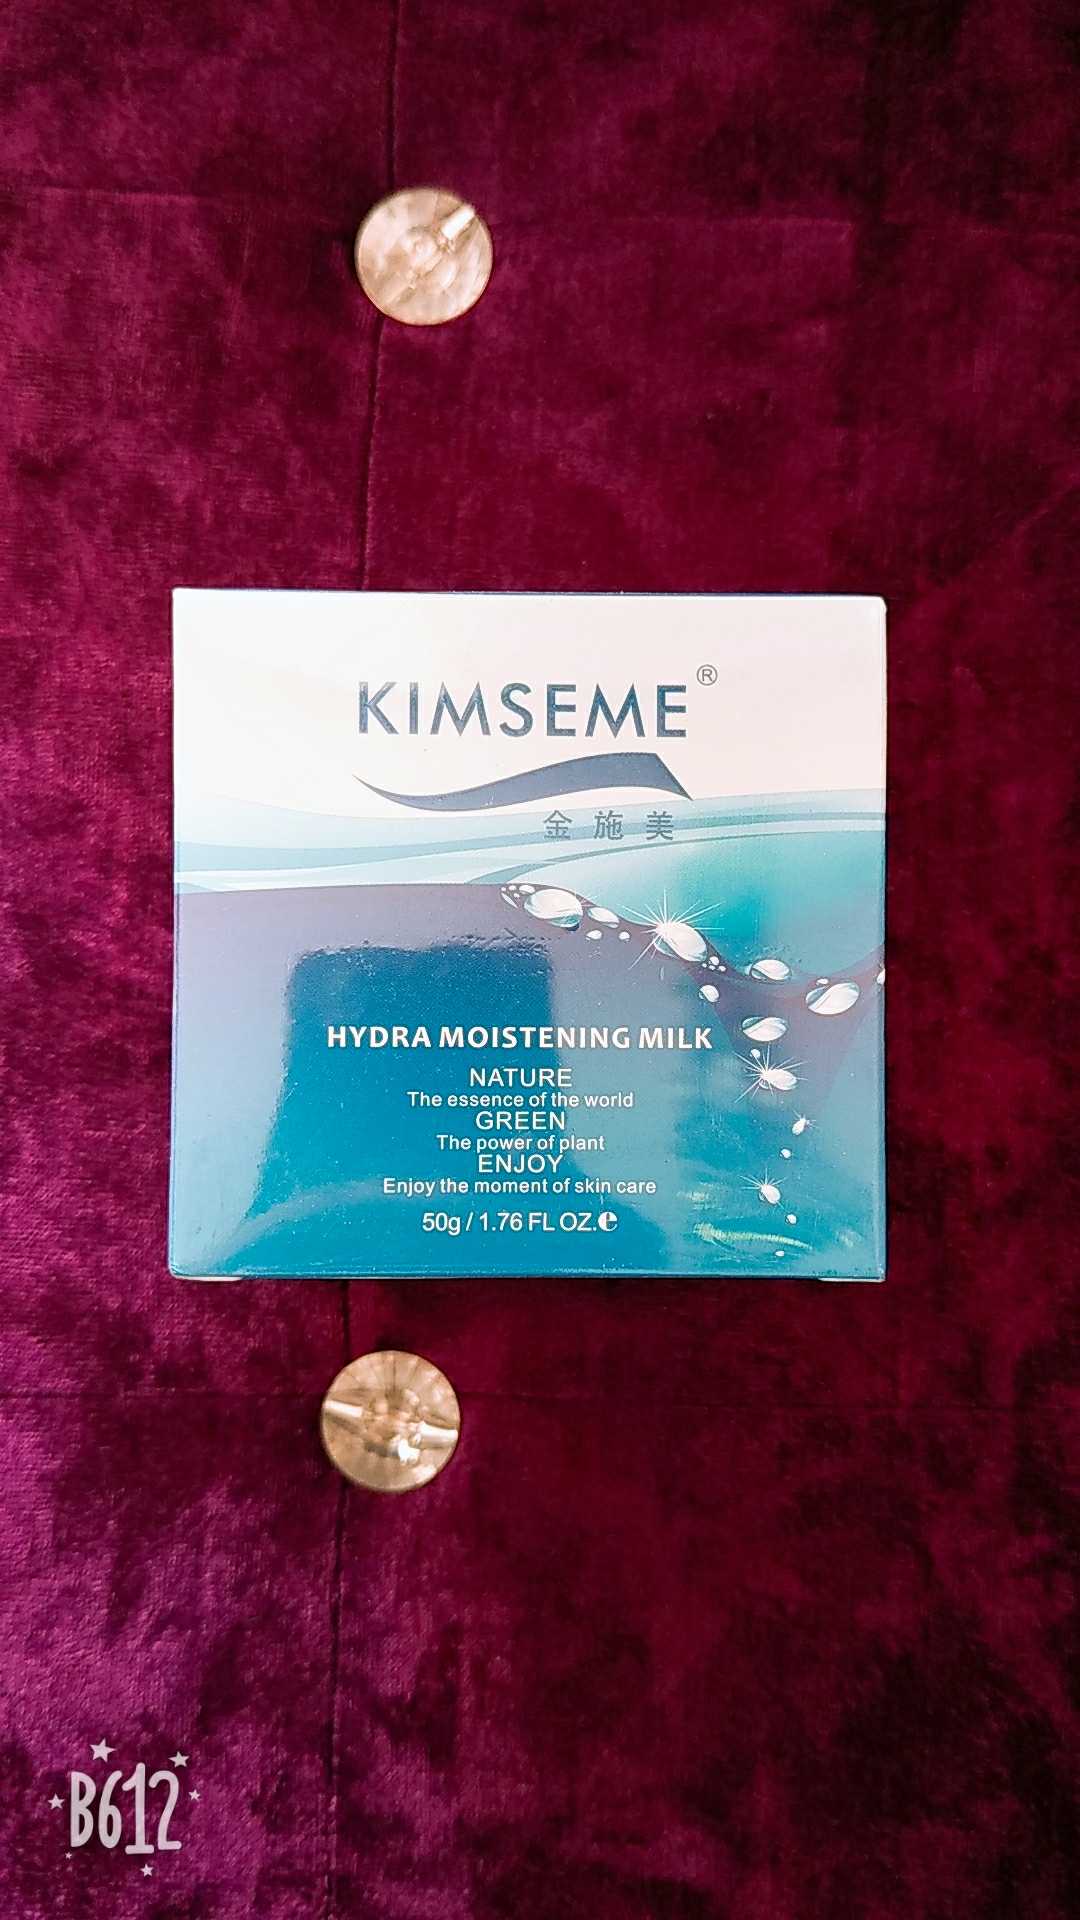 KIMSEME®
金施美
HYDRA MOISTENING MILK
NATURE
The essence of the world
GREEN
The power of plant
ENJOY
Enjoy the moment of skin care
50g / 1.76 FL OZ.℮
B612